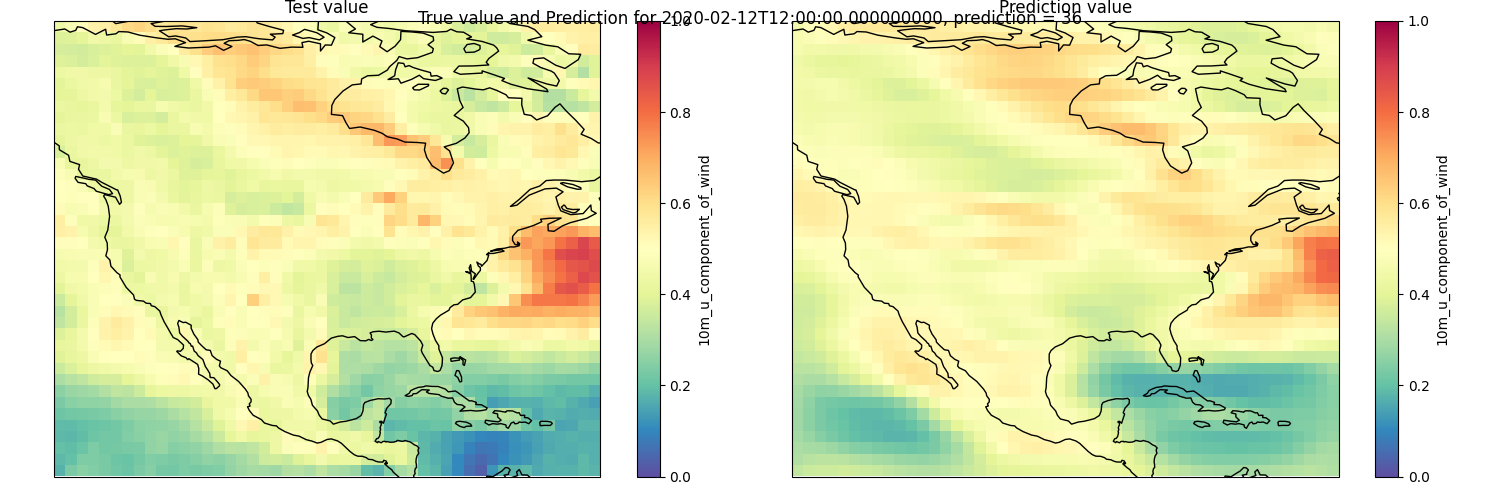 Test value
Prediction value
True value and Prediction for 2020-02-12T12:00:00.000000000, prediction = 36
1.0
0.8
0.6
0.4
0.2
0.0
10m_u_component_of_wind
1.0
0.8
0.6
0.4
0.2
0.0
10m_u_component_of_wind